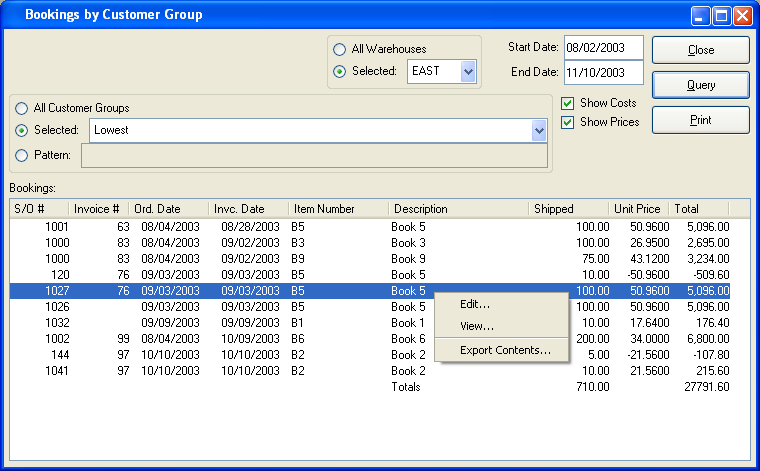 Bookings by Customer Group
All Warehouses
Selected: EAST
Start Date: 08/02/2003
End Date: 11/10/2003
Close
Query
Print
All Customer Groups
Selected: Lowest
Pattern:
Show Costs
Show Prices
Bookings:
S/O # Invoice # Ord. Date Invc. Date Item Number Description Shipped Unit Price Total
1001 63 08/04/2003 08/28/2003 B5 Book 5 100.00 50.9600 5,096.00
1000 83 08/04/2003 09/02/2003 B3 Book 3 100.00 26.9500 2,695.00
1000 83 08/04/2003 09/02/2003 B9 Book 9 75.00 43.1200 3,234.00
120 76 09/03/2003 09/03/2003 B5 Book 5 10.00 -50.9600 -509.60
1027 76 09/03/2003 09/03/2003 B5 Book 5 100.00 50.9600 5,096.00
1026 09/03/2003 09/03/2003 B5 Book 5 100.00 50.9600 5,096.00
1032 09/09/2003 09/09/2003 B1 Book 1 10.00 17.6400 176.40
1002 99 08/04/2003 10/09/2003 B6 Book 6 200.00 34.0000 6,800.00
144 97 10/10/2003 10/10/2003 B2 Book 2 5.00 -21.5600 -107.80
1041 97 10/10/2003 10/10/2003 B2 Book 2 10.00 21.5600 215.60
Totals 710.00 27791.60
Edit...
View...
Export Contents...